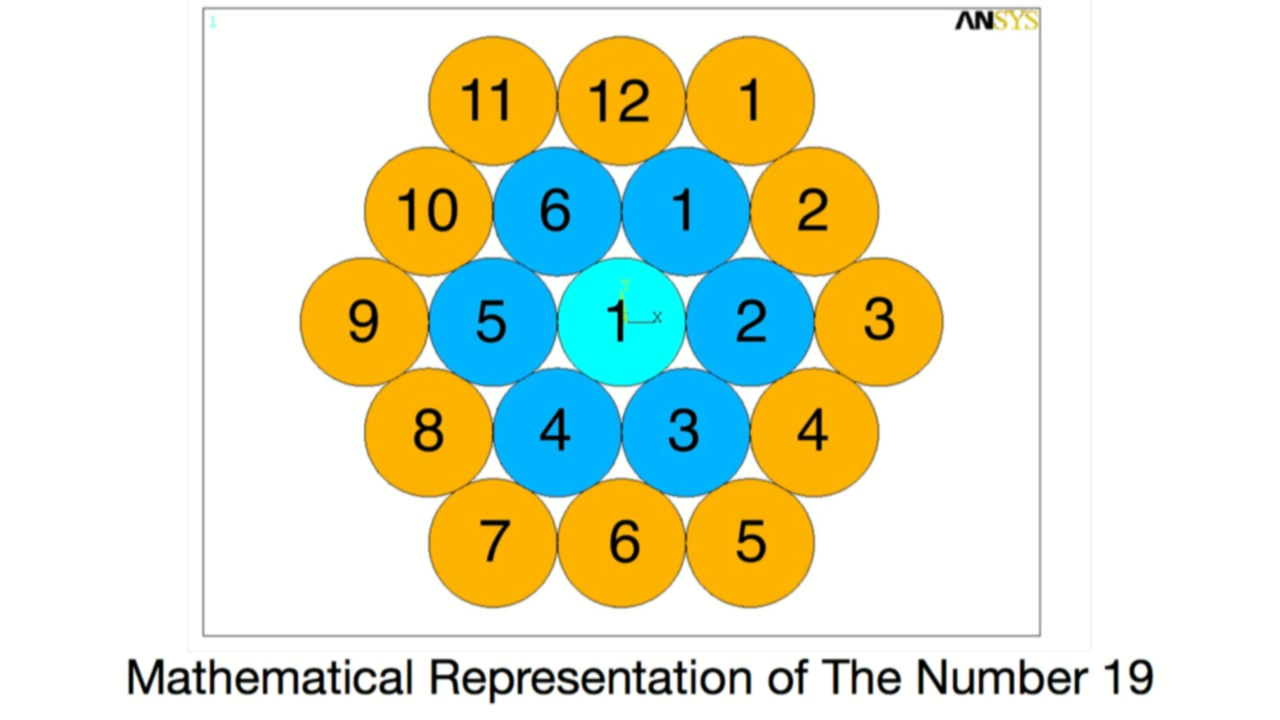 1 ANSYS
11 12 1
10 6 1 2
Y
9 5 1 X 2 3
8 4 3 4
7 6 5
Mathematical Representation of The Number 19